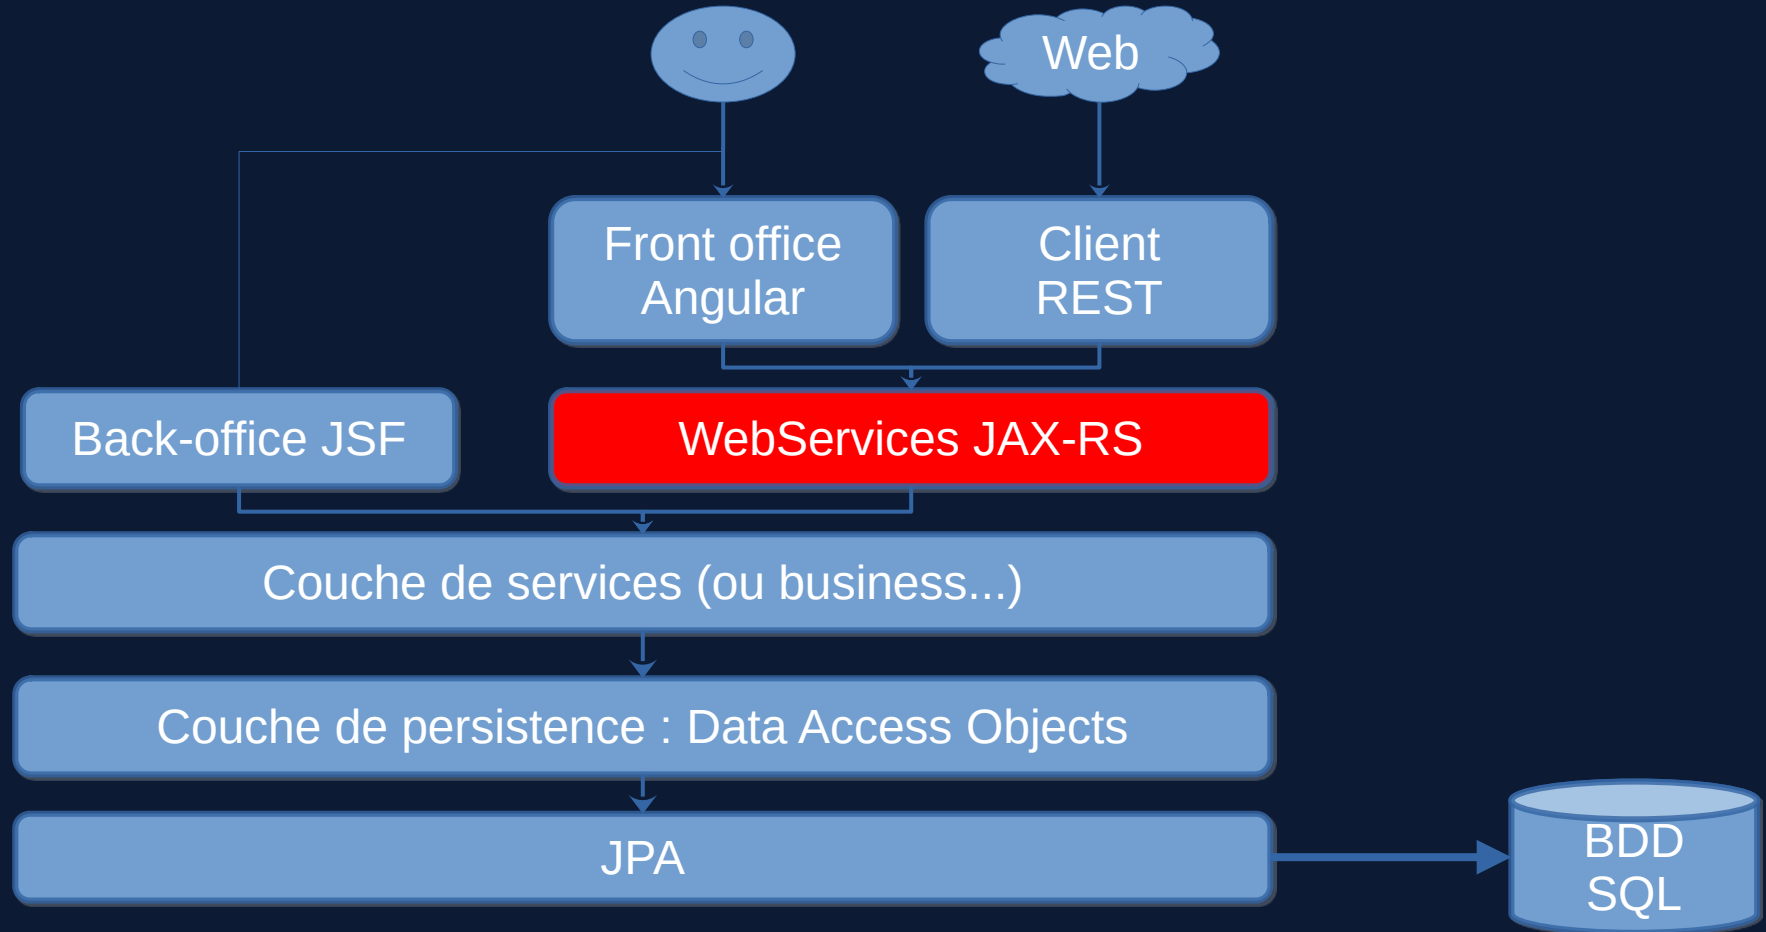 Web
Front office
Angular
Client
REST
Back-office JSF
WebServices JAX-RS
Couche de services (ou business...)
Couche de persistence : Data Access Objects
JPA
BDD
SQL